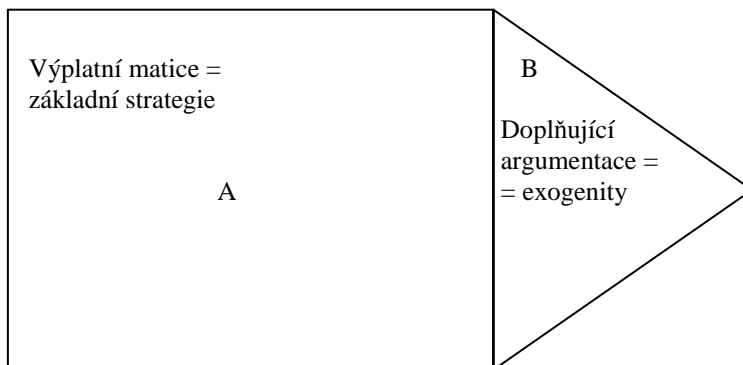 Výplatní matice =
základní strategie
A
B
Doplňující
argumentace =
= exogenity